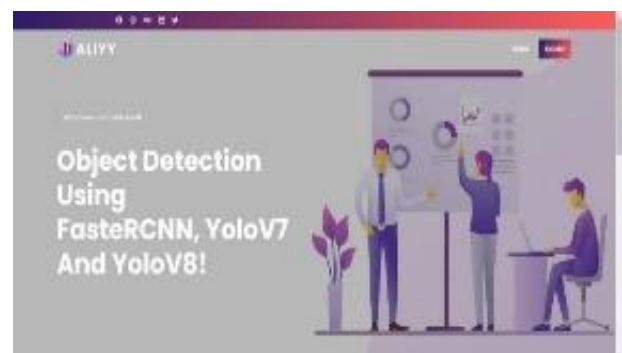 ALIYY
Object Detection
Using
FasteRCNN, YoloV7
And YoloV8!